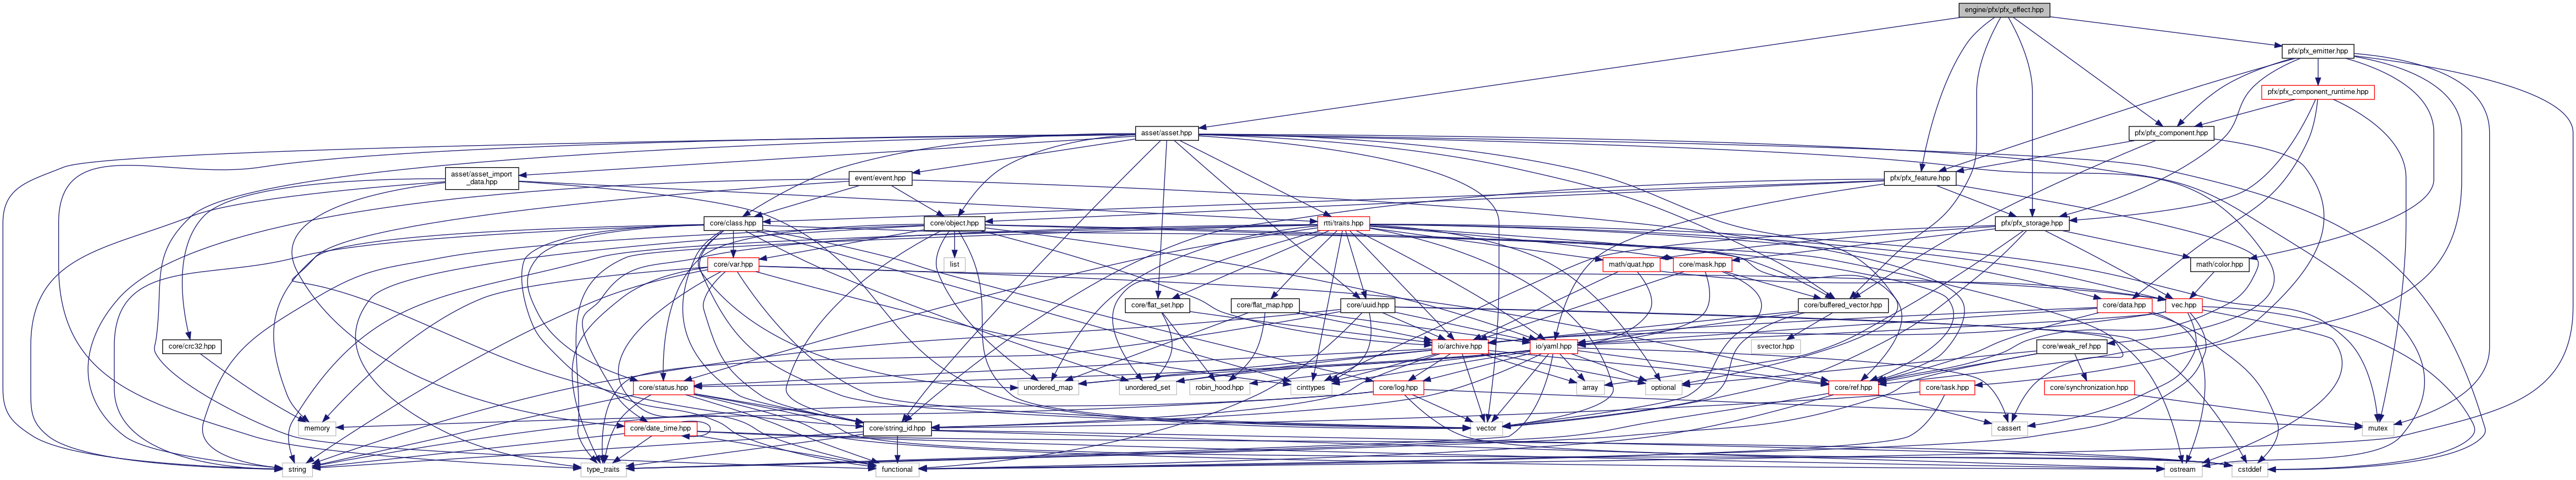 engine/pfx/pfx_effect.hpp
pfx/pfx_emitter.hpp
pfx/pfx_component_runtime.hpp
asset/asset.hpp
pfx/pfx_component.hpp
asset/asset_import
_data.hpp
event/event.hpp
pfx/pfx_feature.hpp
core/class.hpp
core/object.hpp
rtti/traits.hpp
pfx/pfx_storage.hpp
core/var.hpp
list
math/quat.hpp
core/mask.hpp
math/color.hpp
core/flat_set.hpp
core/flat_map.hpp
core/uuid.hpp
core/buffered_vector.hpp
core/data.hpp
vec.hpp
core/crc32.hpp
io/archive.hpp
io/yaml.hpp
svector.hpp
core/weak_ref.hpp
core/status.hpp
unordered_map
unordered_set
robin_hood.hpp
cinttypes
core/log.hpp
array
optional
core/ref.hpp
core/task.hpp
core/synchronization.hpp
memory
core/date_time.hpp
core/string_id.hpp
vector
cassert
mutex
string
type_traits
functional
ostream
cstddef